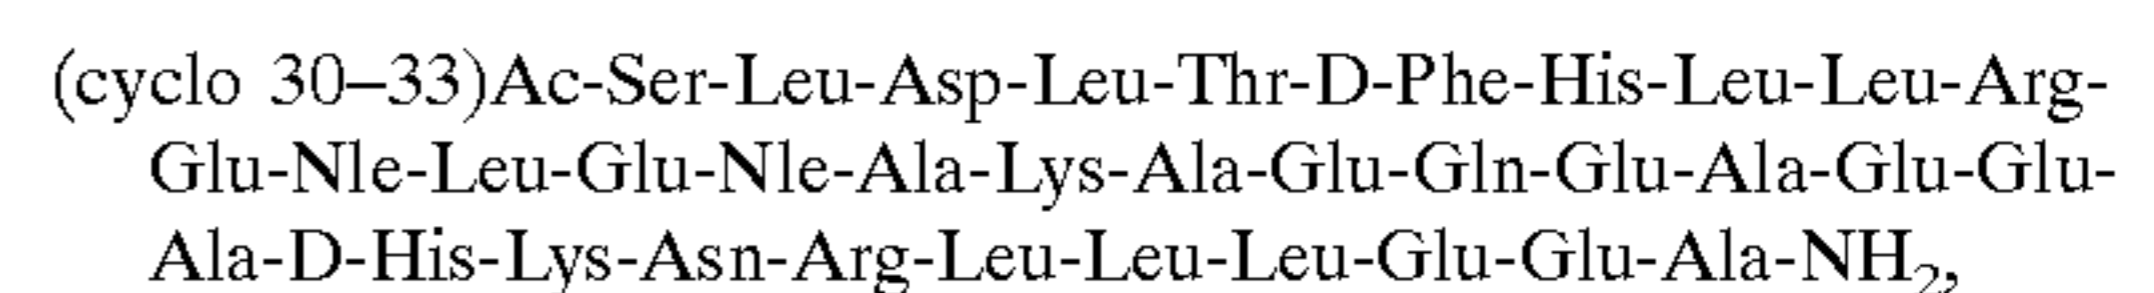 (cyclo 30–33)Ac-Ser-Leu-Asp-Leu-Thr-D-Phe-His-Leu-Leu-Arg-
Glu-Nle-Leu-Glu-Nle-Ala-Lys-Ala-Glu-Gln-Glu-Ala-Glu-Glu-
Ala-D-His-Lys-Asn-Arg-Leu-Leu-Leu-Glu-Glu-Ala-NH₂,